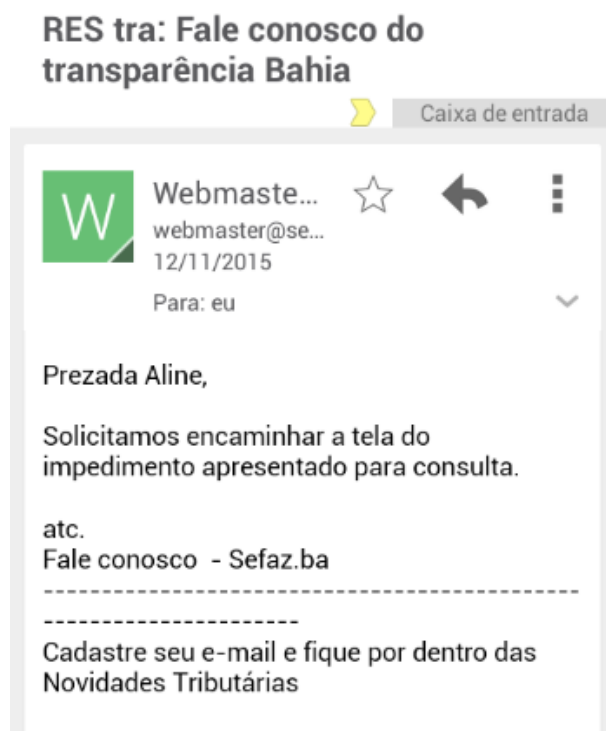 RES tra: Fale conosco do
transparência Bahia
Caixa de entrada
W
Webmaste...
webmaster@se...
12/11/2015
Para: eu
Prezada Aline,
Solicitamos encaminhar a tela do
impedimento apresentado para consulta.
atc.
Fale conosco - Sefaz.ba
----------------------------------------------
----------------------
Cadastre seu e-mail e fique por dentro das
Novidades Tributárias